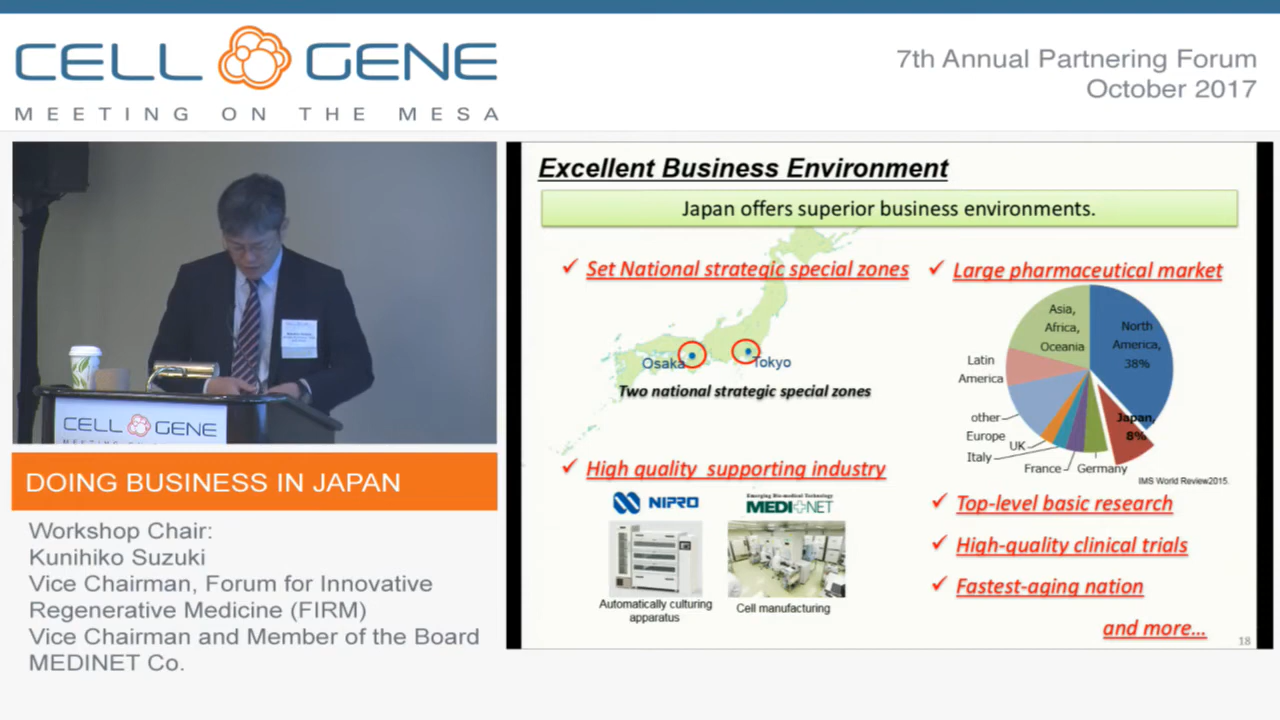 CELL GENE
MEETING ON THE MESA
7th Annual Partnering Forum
October 2017
CELL GENE
DOING BUSINESS IN JAPAN
Workshop Chair:
Kunihiko Suzuki
Vice Chairman, Forum for Innovative
Regenerative Medicine (FIRM)
Vice Chairman and Member of the Board
MEDINET Co.
Excellent Business Environment
Japan offers superior business environments.
✓ Set National strategic special zones
Osaka
Tokyo
Two national strategic special zones
✓ High quality supporting industry
NIPRO
Automatically culturing
apparatus
Emerging Bio-medical Technology
MEDI+NET
Cell manufacturing
✓ Large pharmaceutical market
Asia,
Africa,
Oceania
North
America,
38%
Latin
America
Japan,
8%
other
Europe
UK
Italy
France
Germany
IMS World Review2015.
✓ Top-level basic research
✓ High-quality clinical trials
✓ Fastest-aging nation
and more...
18